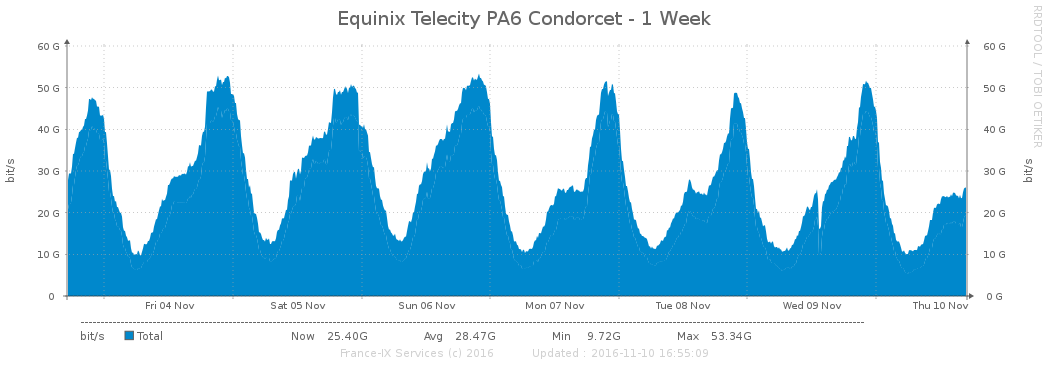 Equinix Telecity PA6 Condorcet - 1 Week
RRDTOOL / TOBI OETIKER
60 G 60 G
50 G 50 G
40 G 40 G
30 G 30 G
20 G 20 G
10 G 10 G
0 0 G
bit/s bit/s
Fri 04 Nov Sat 05 Nov Sun 06 Nov Mon 07 Nov Tue 08 Nov Wed 09 Nov Thu 10 Nov
bit/s Total Now 25.40G Avg 28.47G Min 9.72G Max 53.34G
France-IX Services (c) 2016 Updated : 2016-11-10 16:55:09